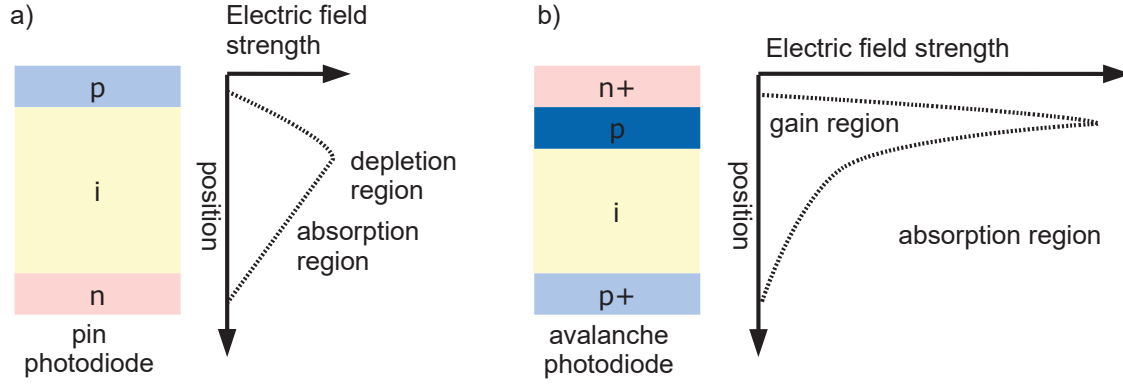 a)
Electric field
strength
p
i
n
pin
photodiode
position
depletion
region
absorption
region
b)
Electric field strength
n+
p
i
p+
avalanche
photodiode
position
gain region
absorption region